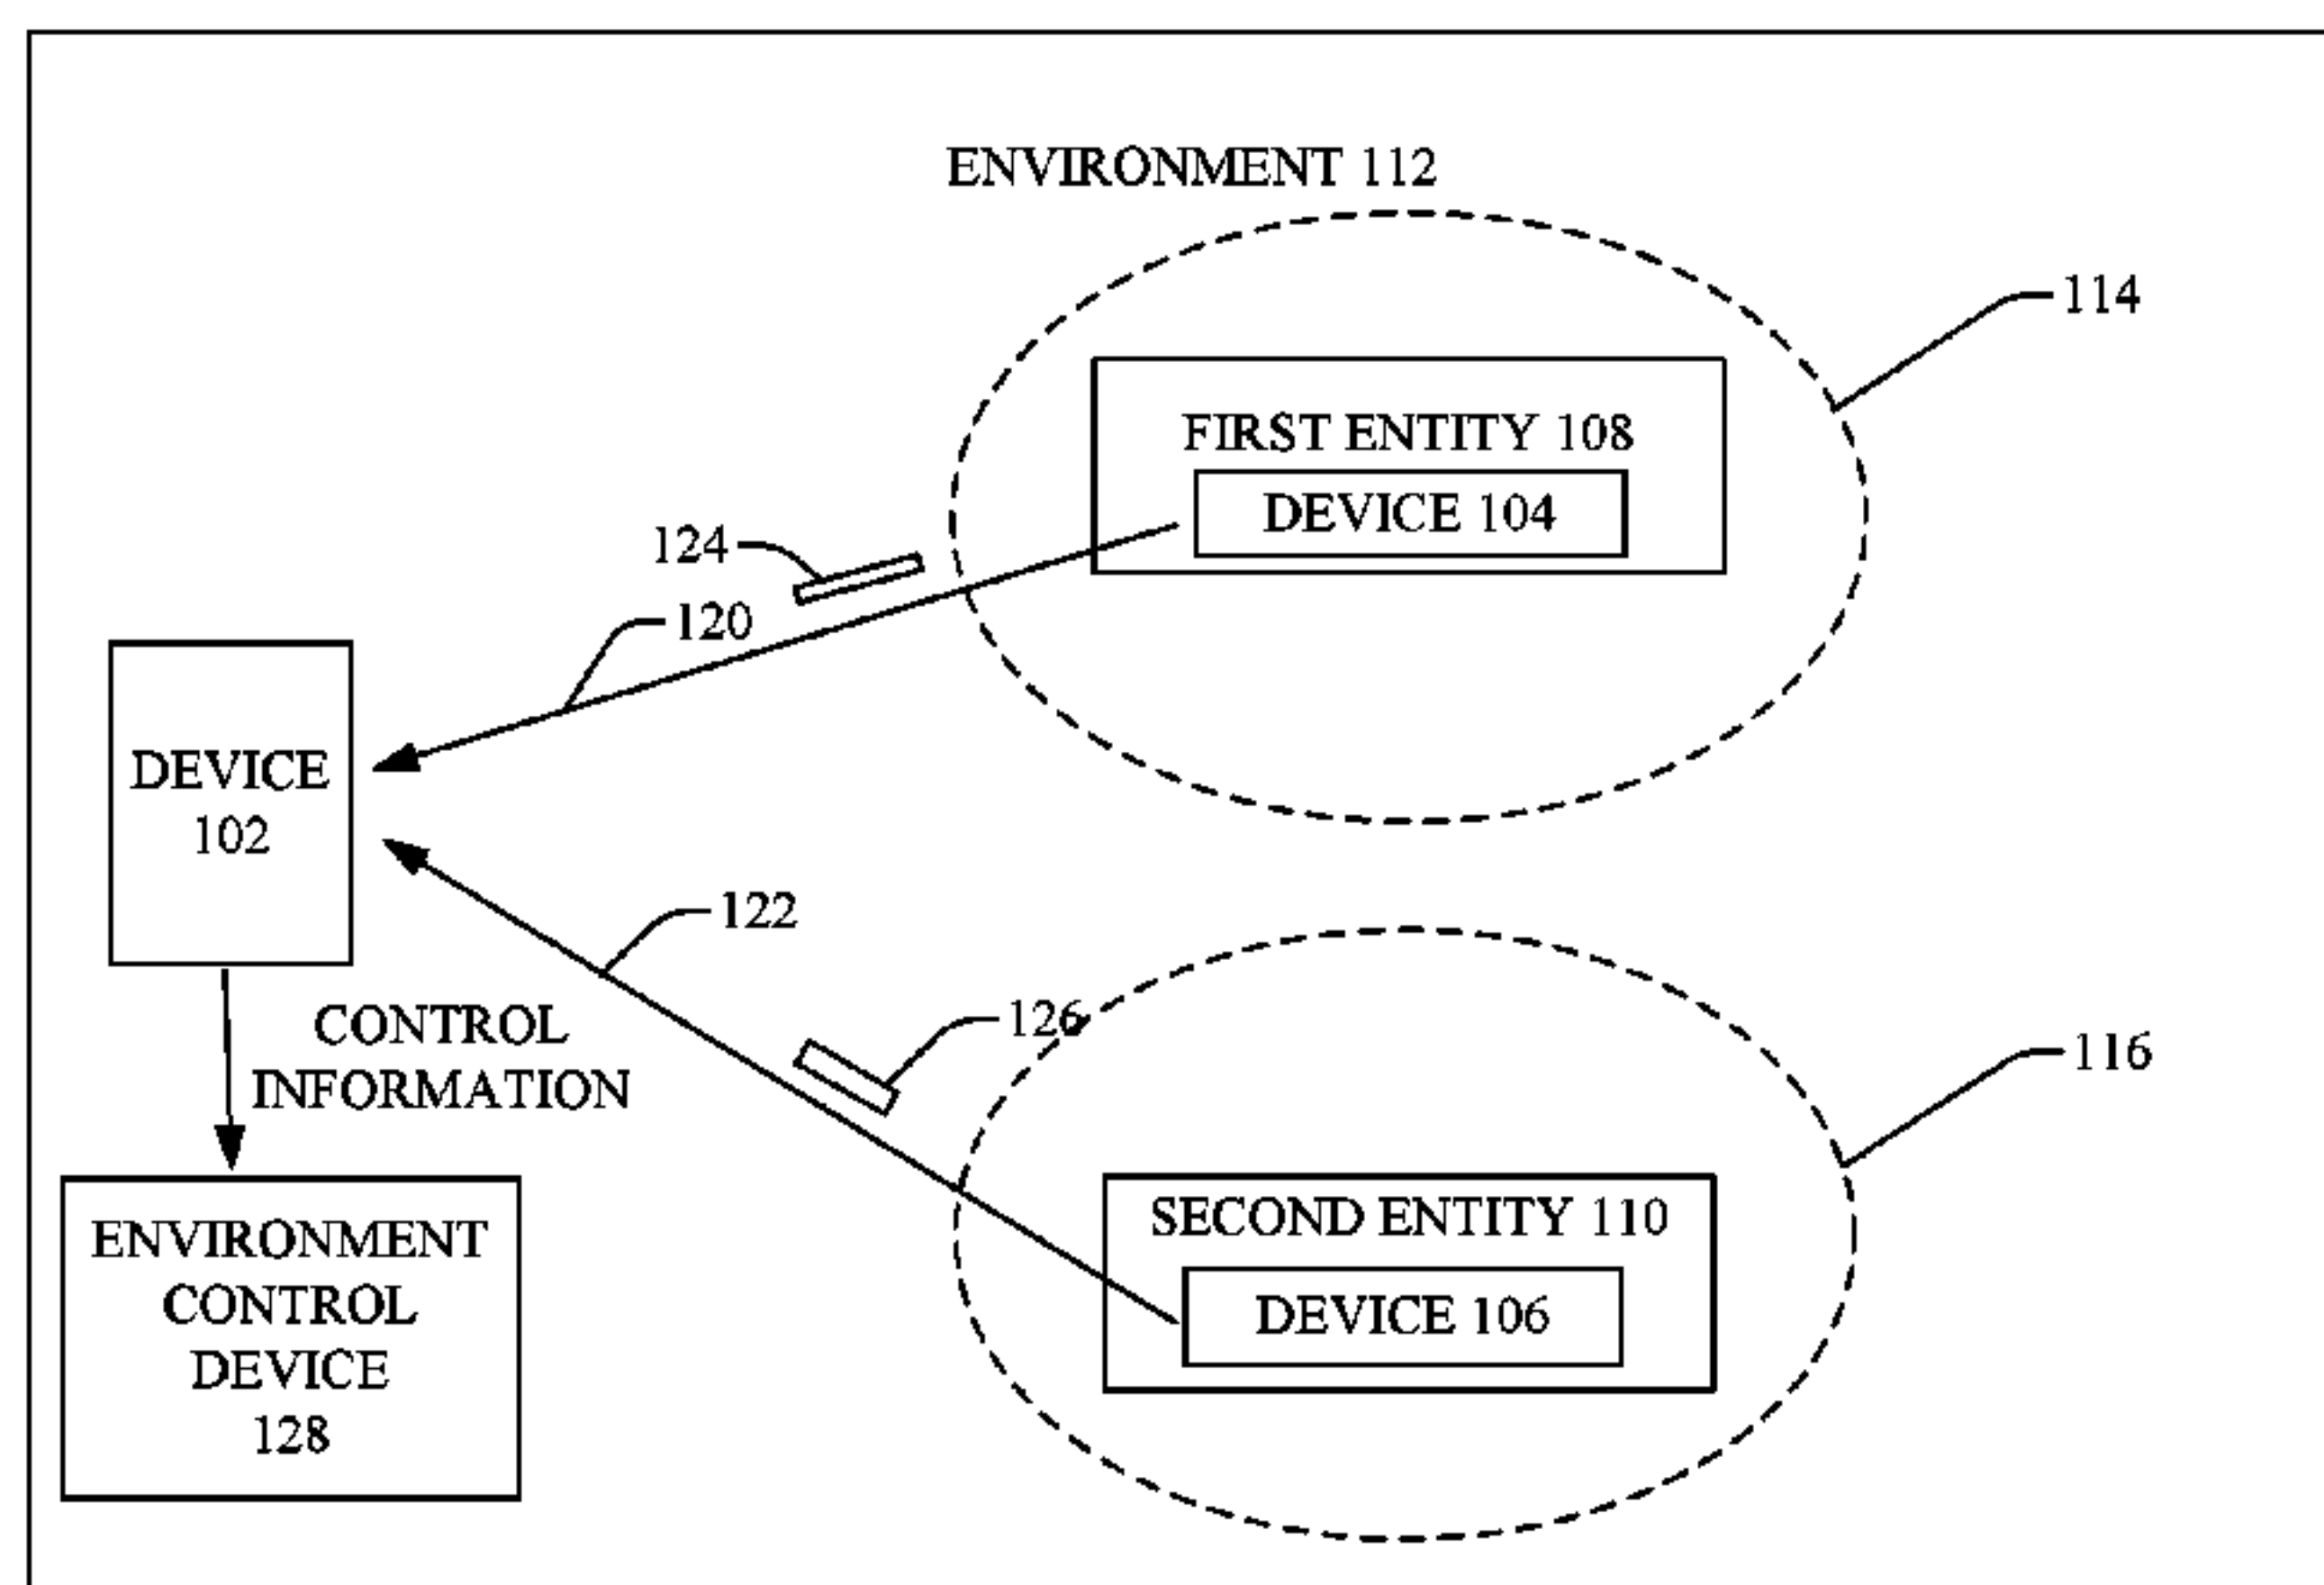 ENVIRONMENT 112
114
FIRST ENTITY 108
DEVICE 104
124
120
DEVICE
102
122
CONTROL
INFORMATION
126
116
SECOND ENTITY 110
DEVICE 106
ENVIRONMENT
CONTROL
DEVICE
128